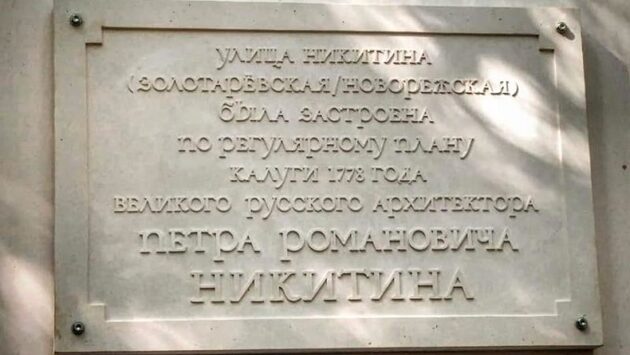 УЛИЦА НИКИТИНА
(ЗОЛОТАРЁВСКАЯ/НОВОРЕЖСКАЯ)
БЫЛА ЗАСТРОЕНА
ПО РЕГУЛЯРНОМУ ПЛАНУ
КАЛУГИ 1778 ГОДА
ВЕЛИКОГО РУССКОГО АРХИТЕКТОРА
ПЕТРА РОМАНОВИЧА
НИКИТИНА